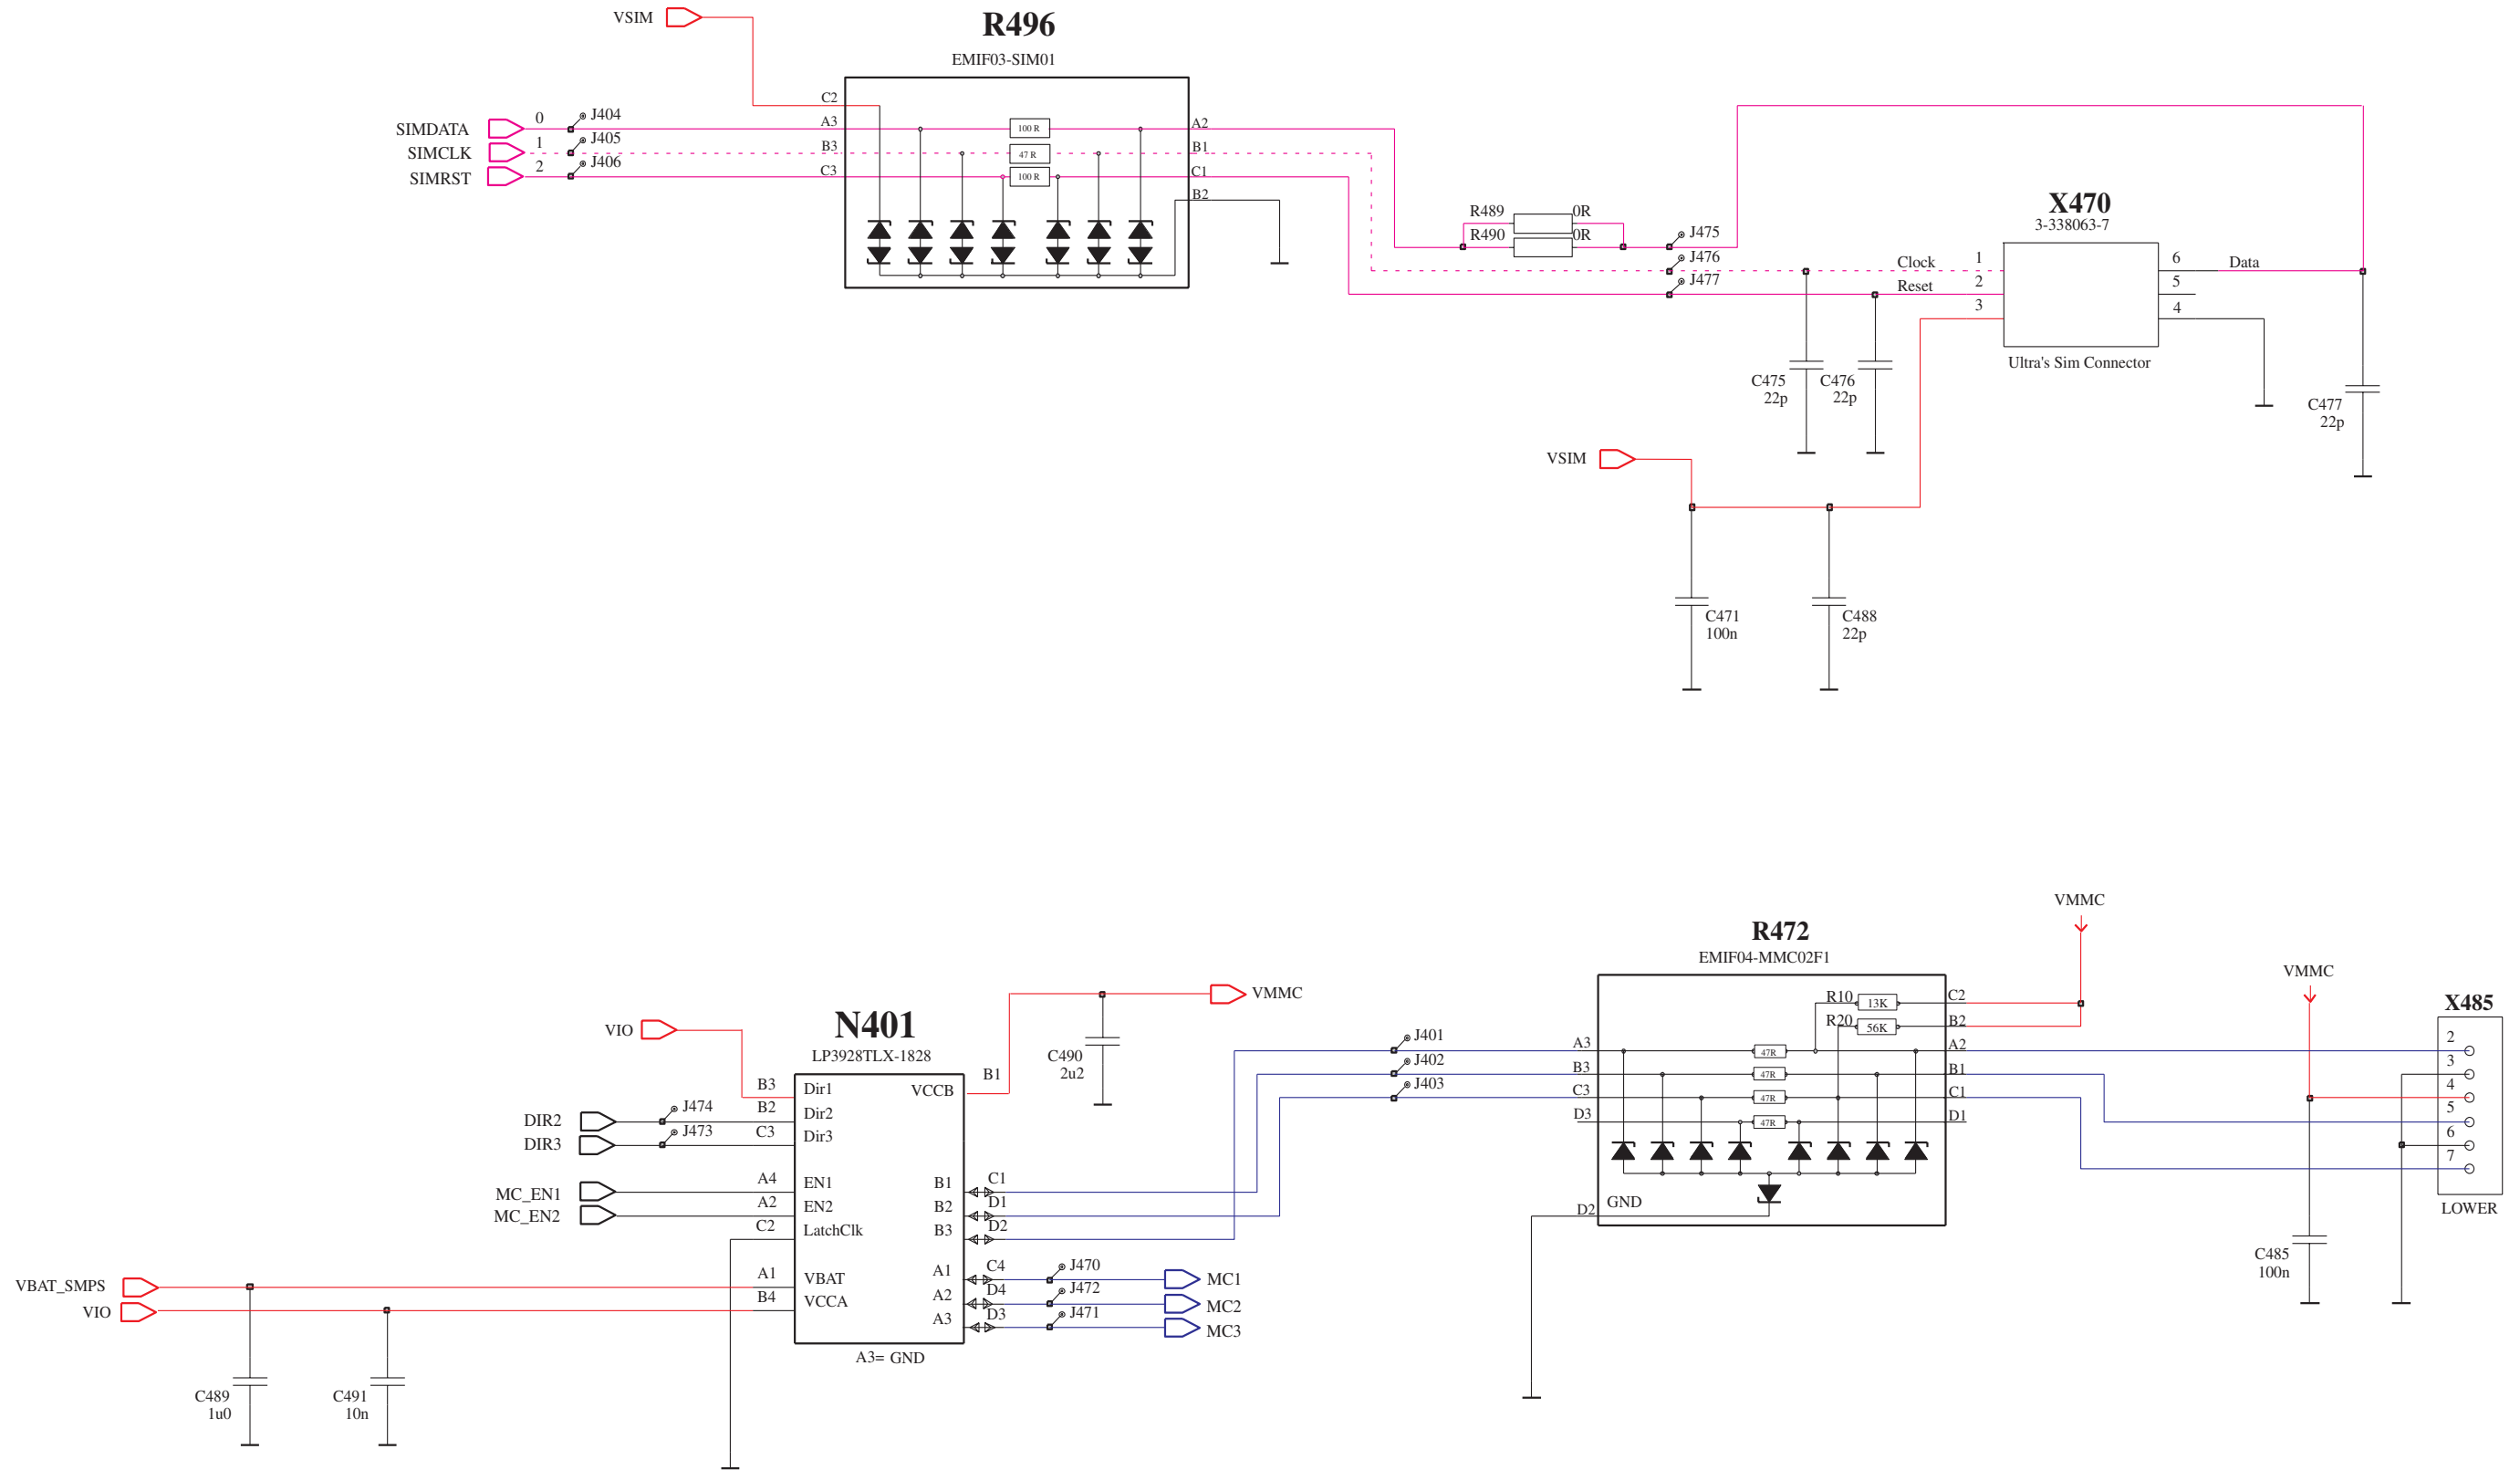 VSIM
R496
EMIF03-SIM01
C2
SIMDATA 0 J404 A3 100 R A2
SIMCLK 1 J405 B3 47 R B1
SIMRST 2 J406 C3 100 R C1
B2
R489 0R
R490 0R
J475
J476
J477
X470
3-338063-7
Clock 1 6 Data
Reset 2 5
3 4
Ultra's Sim Connector
C475
22p
C476
22p
C477
22p
VSIM
C471
100n
C488
22p
VMMC
R472
EMIF04-MMC02F1
VMMC
X485
R10 13K C2
R20 56K B2
A3 47R A2
B3 47R B1
C3 47R C1
D3 47R D1
D2 GND
2
3
4
5
6
7
LOWER
C485
100n
J401
J402
J403
VMMC
C490
2u2
VIO
N401
LP3928TLX-1828
B3 Dir1 VCCB B1
DIR2 J474 B2 Dir2
DIR3 J473 C3 Dir3
MC_EN1 A4 EN1 B1 C1
MC_EN2 A2 EN2 B2 D1
C2 LatchClk B3 D2
VBAT_SMPS A1 VBAT A1 C4 J470 MC1
VIO B4 VCCA A2 D4 J472 MC2
A3 D3 J471 MC3
A3= GND
C489
1u0
C491
10n